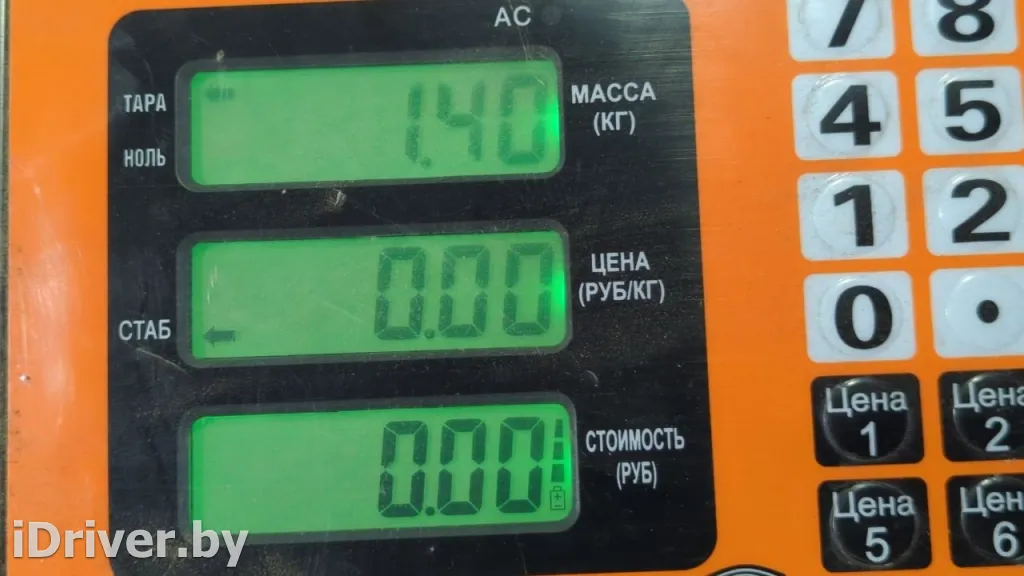 AC
ТАРА
НОЛЬ
1.40
МАССА
(КГ)
7
8
4
5
1
2
0
.
СТАБ
0.00
ЦЕНА
(РУБ/КГ)
0.00
СТОИМОСТЬ
(РУБ)
Цена
1
Цена
2
Цена
5
Цена
6
iDriver.by